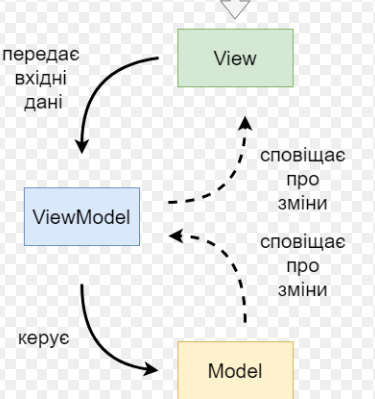 передає
вхідні
дані
View
сповіщає
про
зміни
ViewModel
сповіщає
про
зміни
керує
Model